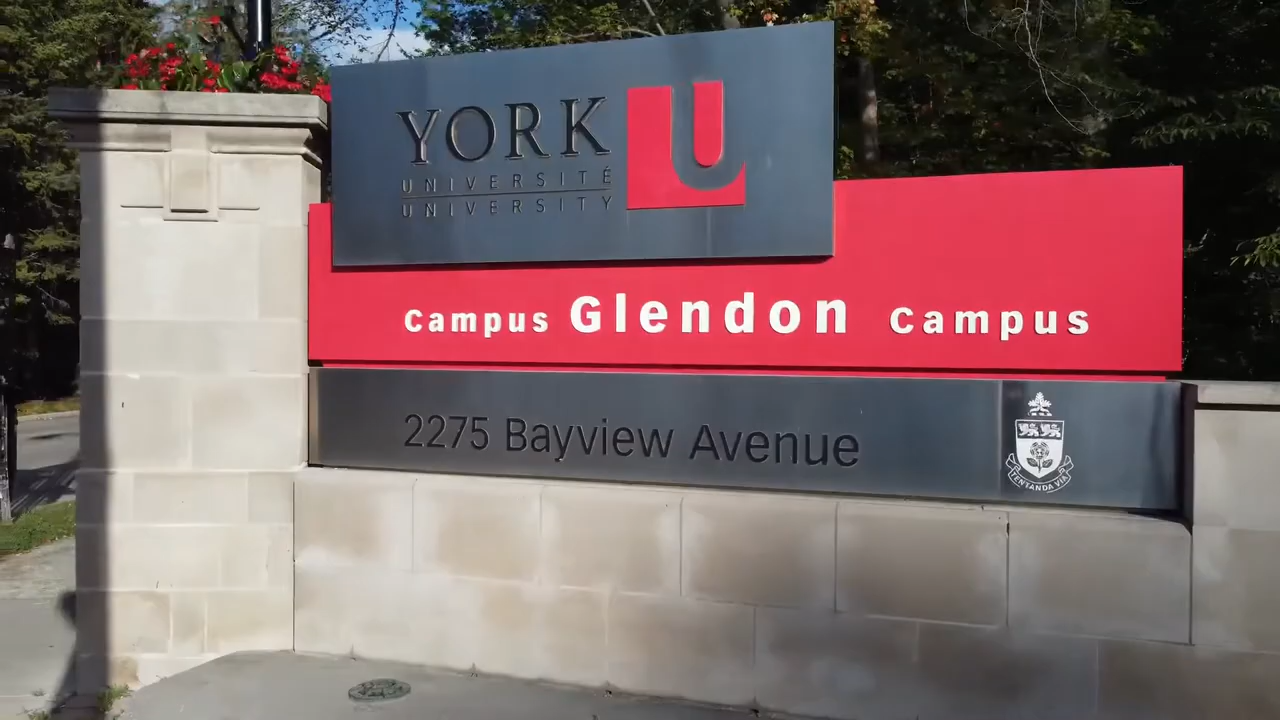 YORK U
UNIVERSITÉ
UNIVERSITY
Campus Glendon Campus
2275 Bayview Avenue
TENTANDA VIA